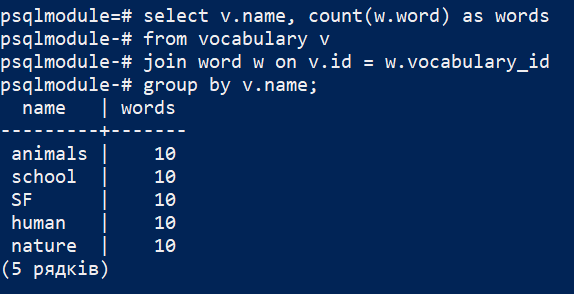 psqlmodule=# select v.name, count(w.word) as words
psqlmodule-# from vocabulary v
psqlmodule-# join word w on v.id = w.vocabulary_id
psqlmodule-# group by v.name;
  name   | words
---------+-------
 animals |    10
 school  |    10
 SF      |    10
 human   |    10
 nature  |    10
(5 рядків)